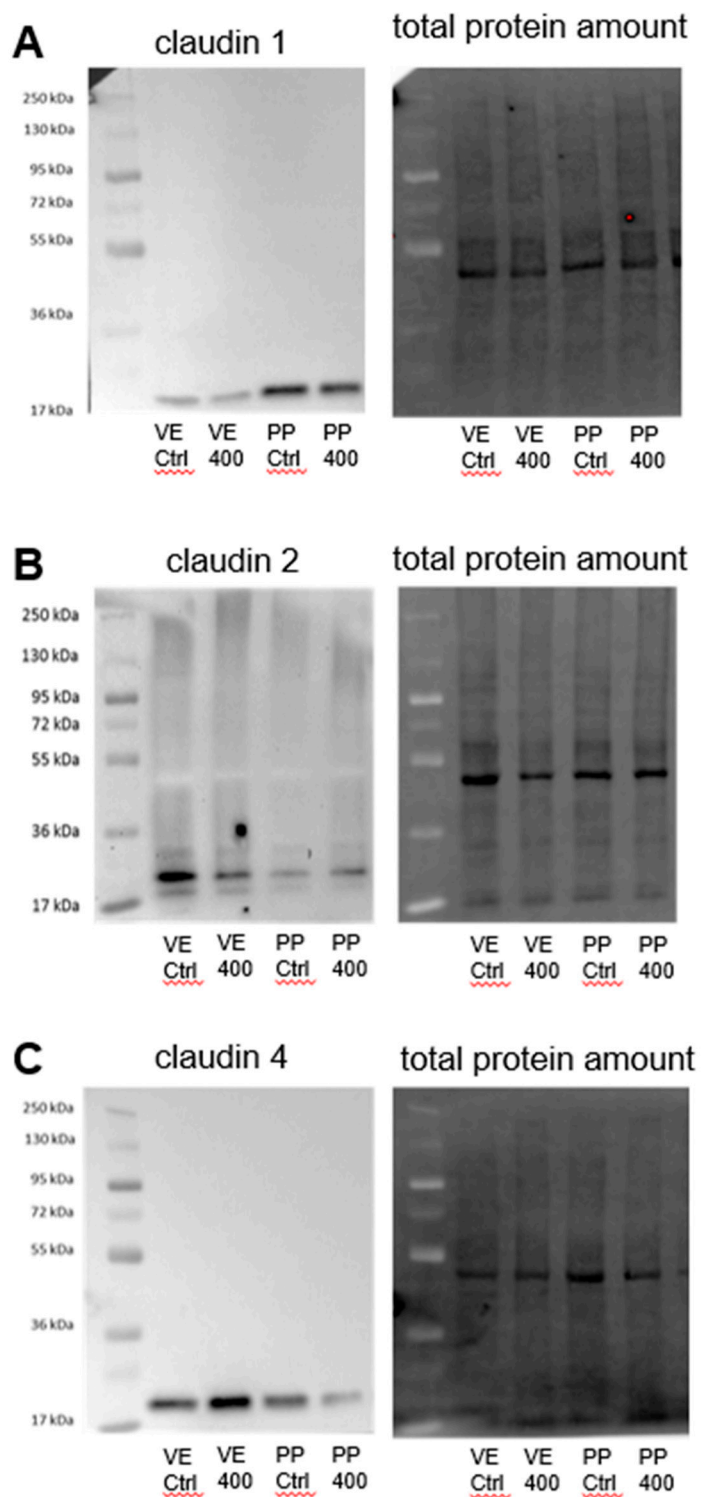 A
claudin 1
total protein amount
250 kDa
130 kDa
95 kDa
72 kDa
55 kDa
36 kDa
17 kDa
VE VE PP PP
Ctrl 400 Ctrl 400
VE VE PP PP
Ctrl 400 Ctrl 400
B
claudin 2
total protein amount
250 kDa
130 kDa
95 kDa
72 kDa
55 kDa
36 kDa
17 kDa
VE VE PP PP
Ctrl 400 Ctrl 400
VE VE PP PP
Ctrl 400 Ctrl 400
C
claudin 4
total protein amount
250 kDa
130 kDa
95 kDa
72 kDa
55 kDa
36 kDa
17 kDa
VE VE PP PP
Ctrl 400 Ctrl 400
VE VE PP PP
Ctrl 400 Ctrl 400